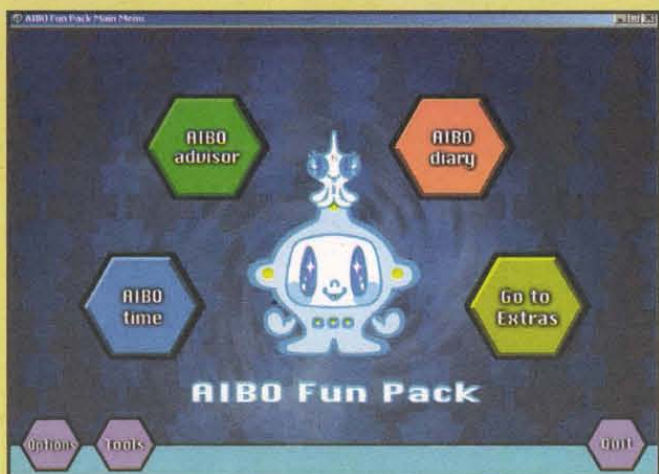 AIBO Fun Pack Main Menu
AIBO
advisor
AIBO
diary
AIBO
time
Go to
Extras
AIBO Fun Pack
Options
Tools
Quit